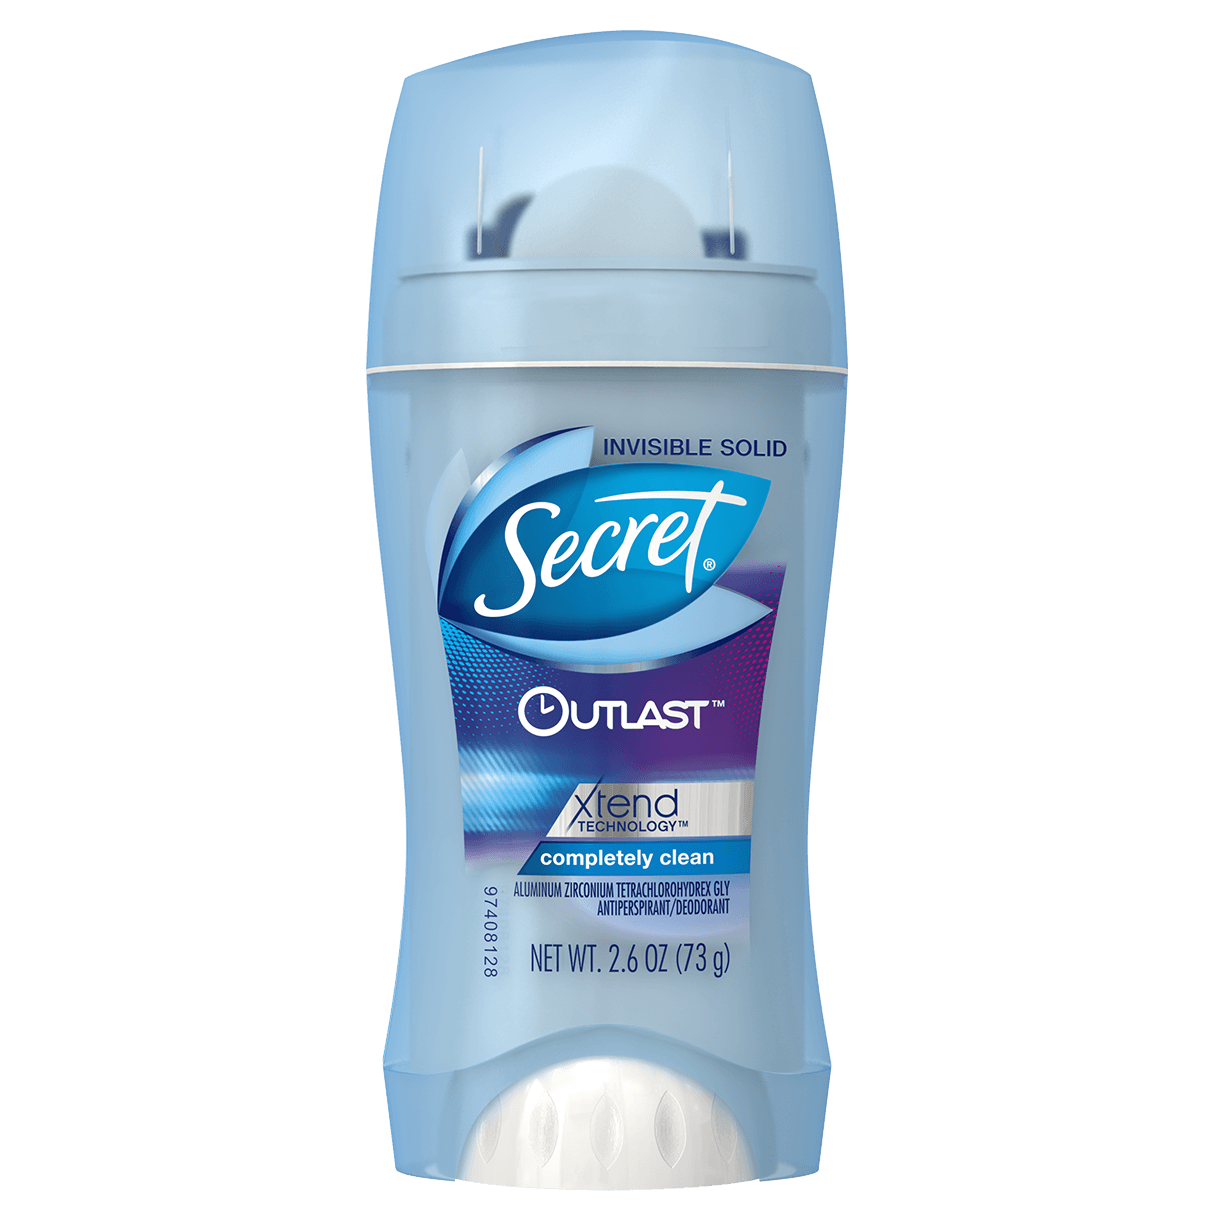 INVISIBLE SOLID
Secret®
OUTLAST™
Xtend
TECHNOLOGY™
completely clean
ALUMINUM ZIRCONIUM TETRACHLOROHYDREX GLY
ANTIPERSPIRANT/DEODORANT
NET WT. 2.6 OZ (73 g)
97408128